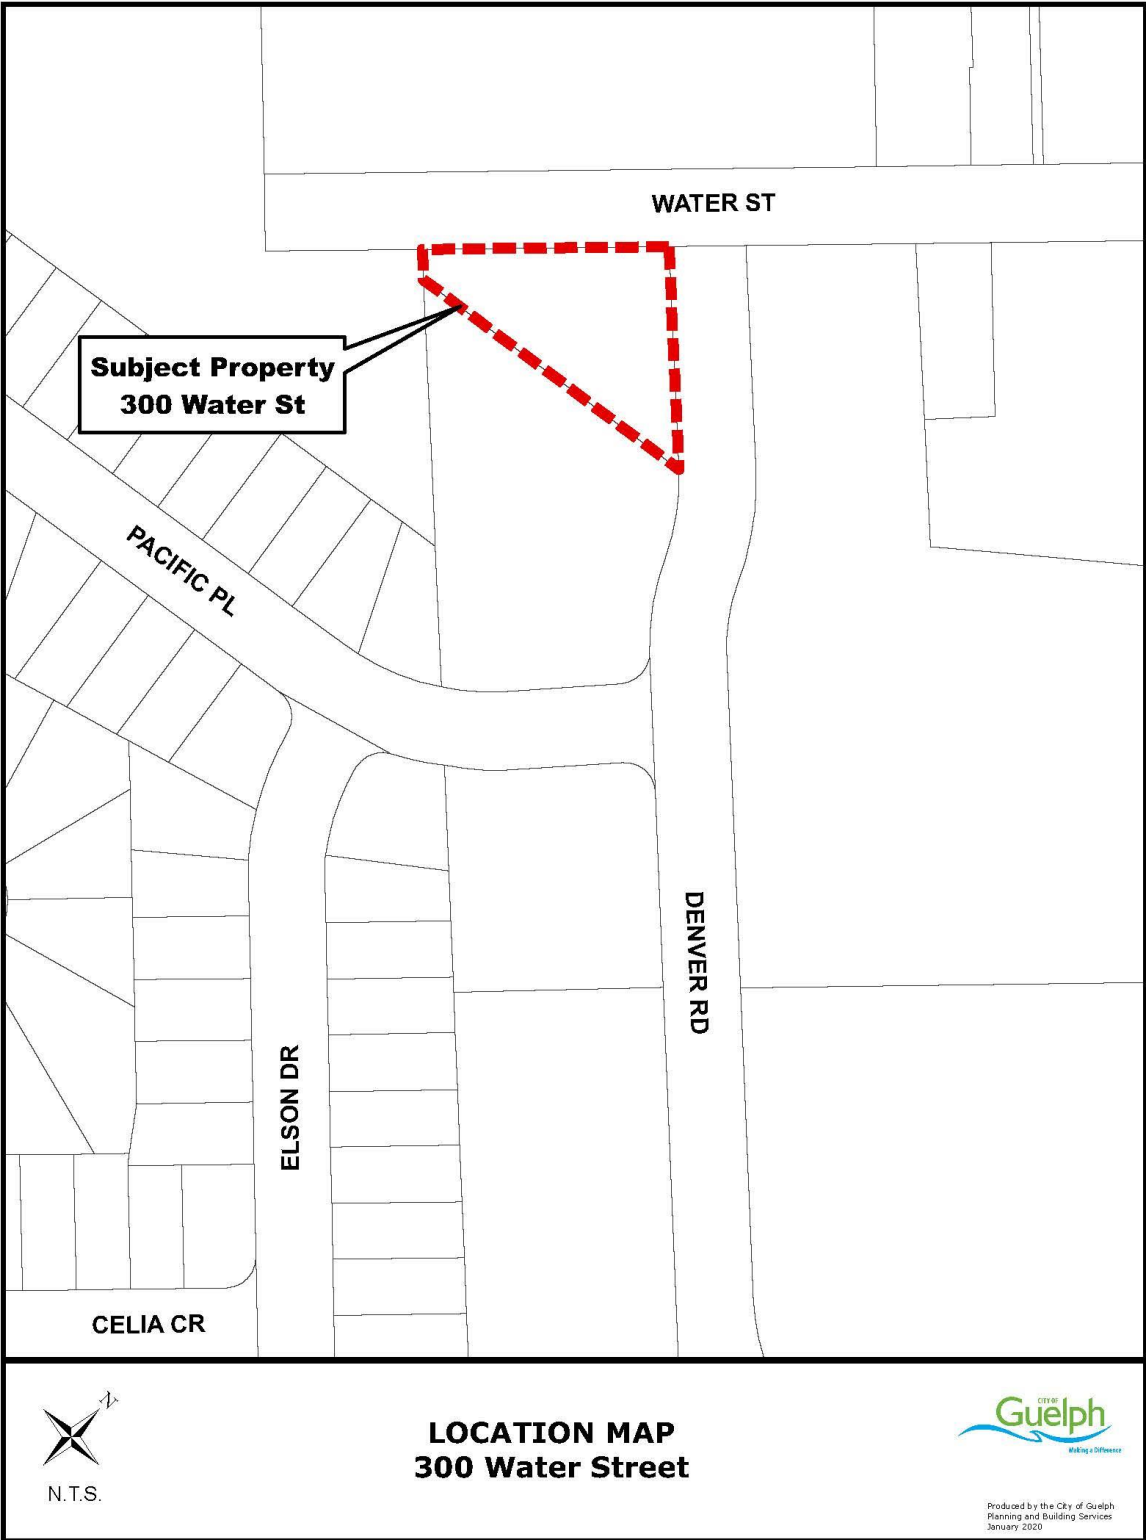 WATER ST
Subject Property
300 Water St
PACIFIC PL
DENVER RD
ELSON DR
CELIA CR
N
N.T.S.
LOCATION MAP
300 Water Street
CITY OF
Guelph
Making a Difference
Produced by the City of Guelph
Planning and Building Services
January 2020